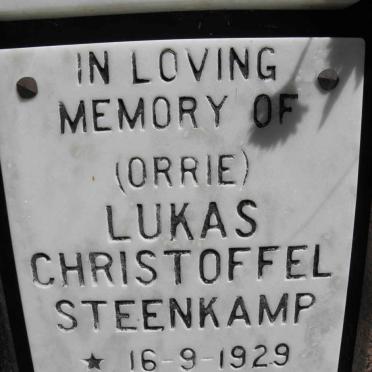 IN LOVING
MEMORY OF
(ORRIE)
LUKAS
CHRISTOFFEL
STEENKAMP
★ 16-9-1929